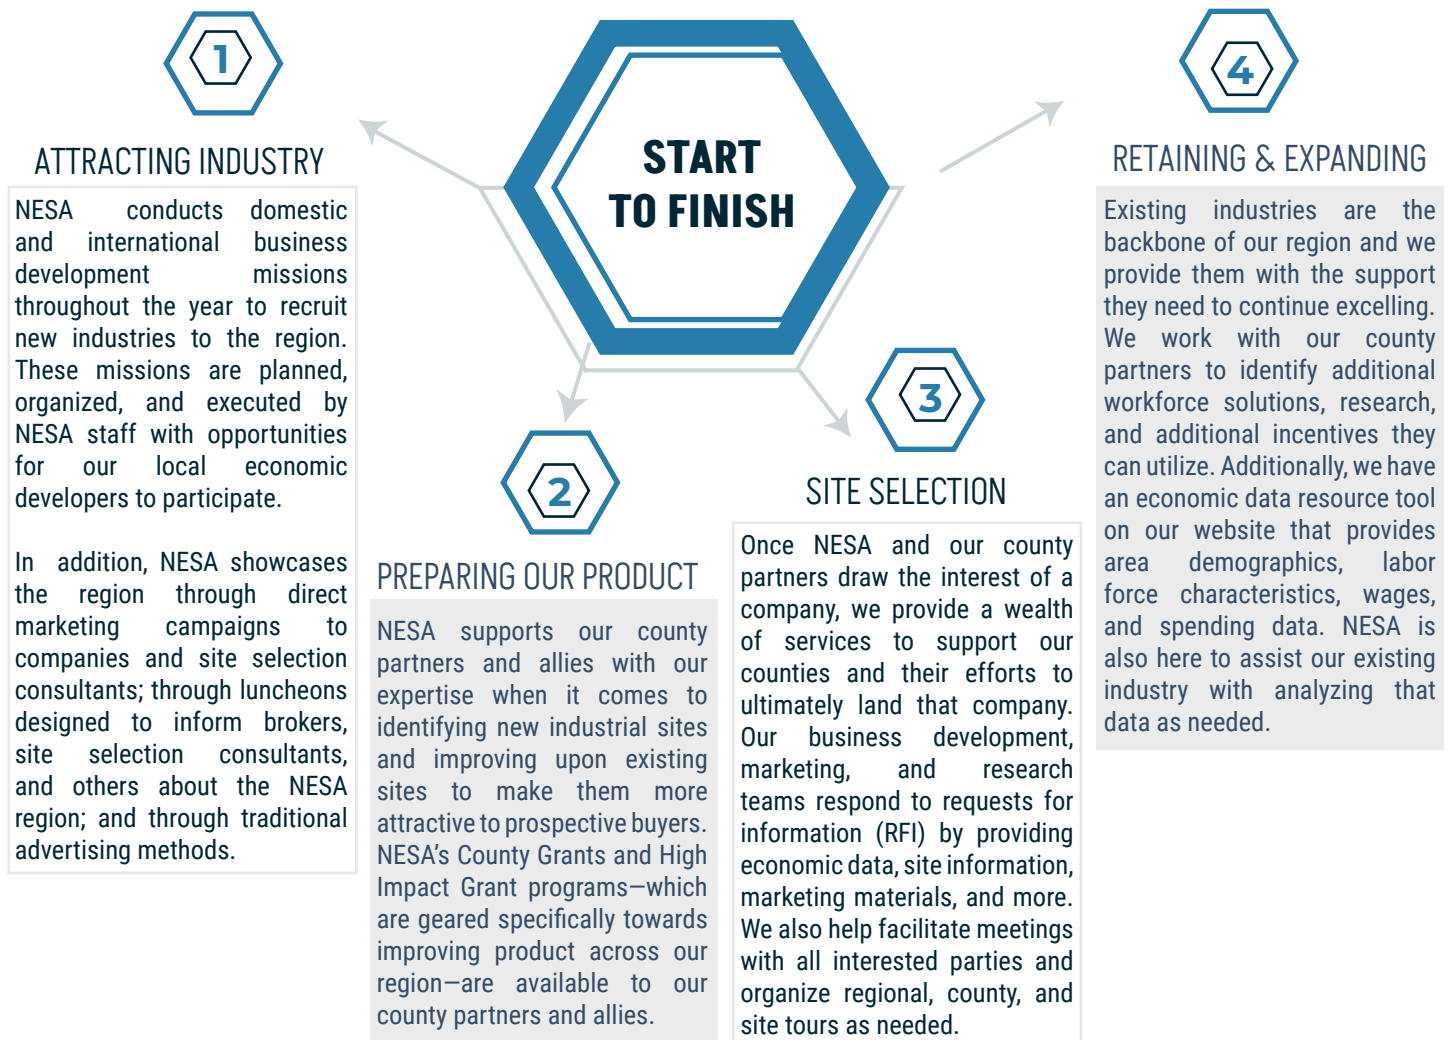 START
TO FINISH
1
ATTRACTING INDUSTRY
NESA conducts domestic
and international business
development missions
throughout the year to recruit
new industries to the region.
These missions are planned,
organized, and executed by
NESA staff with opportunities
for our local economic
developers to participate.
In addition, NESA showcases
the region through direct
marketing campaigns to
companies and site selection
consultants; through luncheons
designed to inform brokers,
site selection consultants,
and others about the NESA
region; and through traditional
advertising methods.
2
PREPARING OUR PRODUCT
NESA supports our county
partners and allies with our
expertise when it comes to
identifying new industrial sites
and improving upon existing
sites to make them more
attractive to prospective buyers.
NESA’s County Grants and High
Impact Grant programs—which
are geared specifically towards
improving product across our
region—are available to our
county partners and allies.
3
SITE SELECTION
Once NESA and our county
partners draw the interest of a
company, we provide a wealth
of services to support our
counties and their efforts to
ultimately land that company.
Our business development,
marketing, and research
teams respond to requests for
information (RFI) by providing
economic data, site information,
marketing materials, and more.
We also help facilitate meetings
with all interested parties and
organize regional, county, and
site tours as needed.
4
RETAINING & EXPANDING
Existing industries are the
backbone of our region and we
provide them with the support
they need to continue excelling.
We work with our county
partners to identify additional
workforce solutions, research,
and additional incentives they
can utilize. Additionally, we have
an economic data resource tool
on our website that provides
area demographics, labor
force characteristics, wages,
and spending data. NESA is
also here to assist our existing
industry with analyzing that
data as needed.